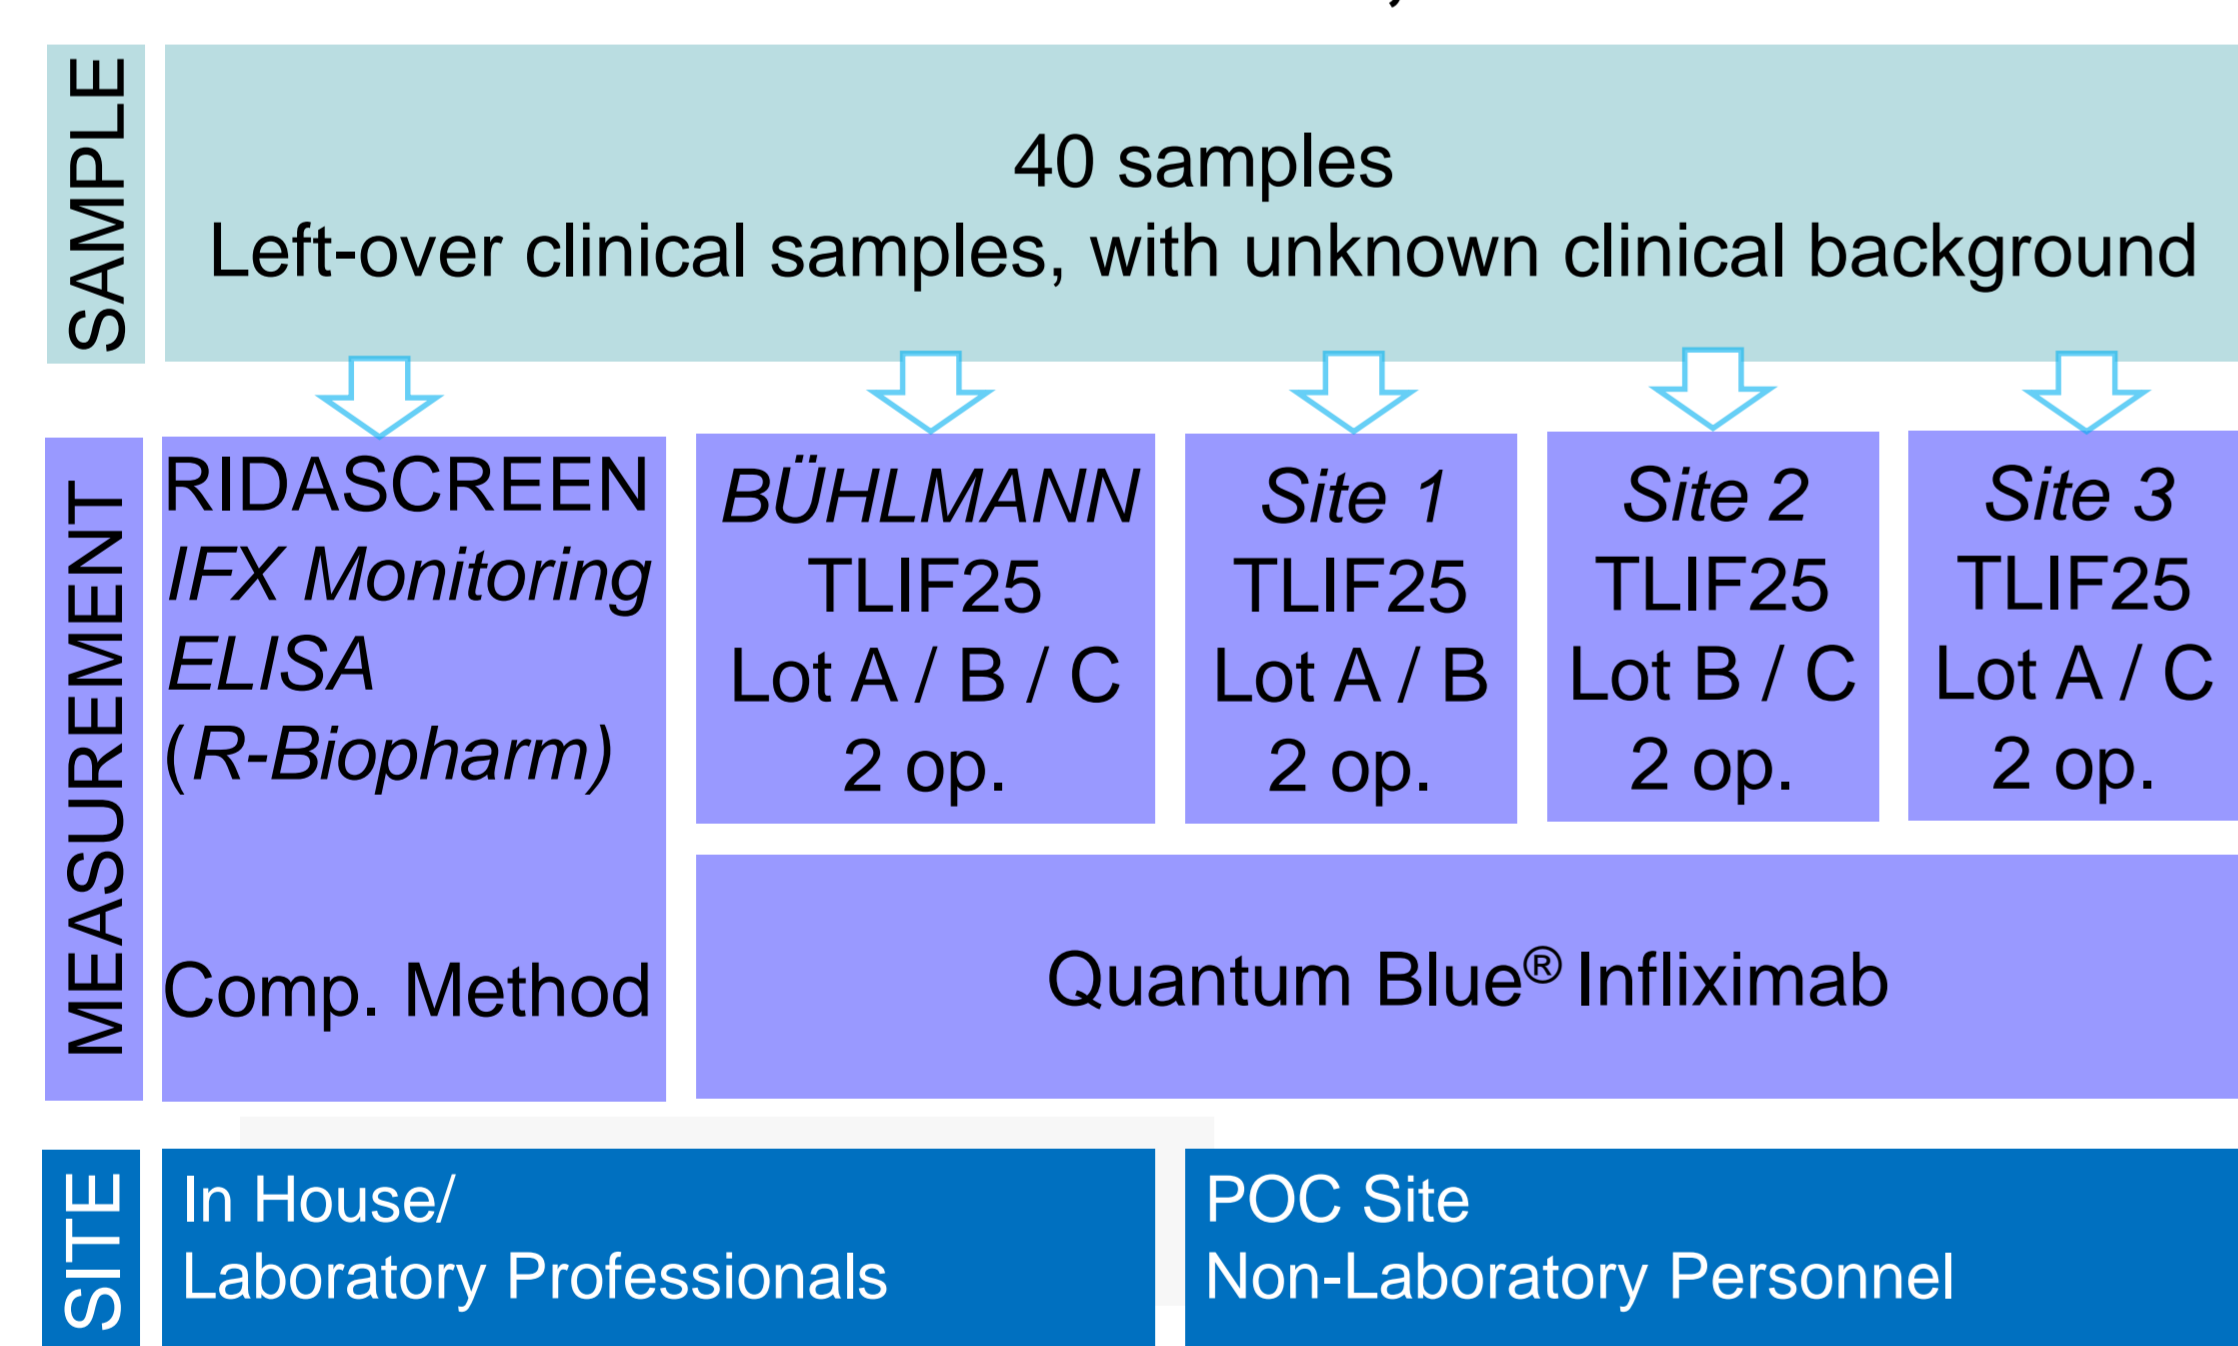 SAMPLE
40 samples
Left-over clinical samples, with unknown clinical background
MEASUREMENT
RIDASCREEN
IFX Monitoring
ELISA
(R-Biopharm)
Comp. Method
BÜHLMANN
TLIF25
Lot A / B / C
2 op.
Site 1
TLIF25
Lot A / B
2 op.
Site 2
TLIF25
Lot B / C
2 op.
Site 3
TLIF25
Lot A / C
2 op.
Quantum Blue® Infliximab
SITE
In House/
Laboratory Professionals
POC Site
Non-Laboratory Personnel